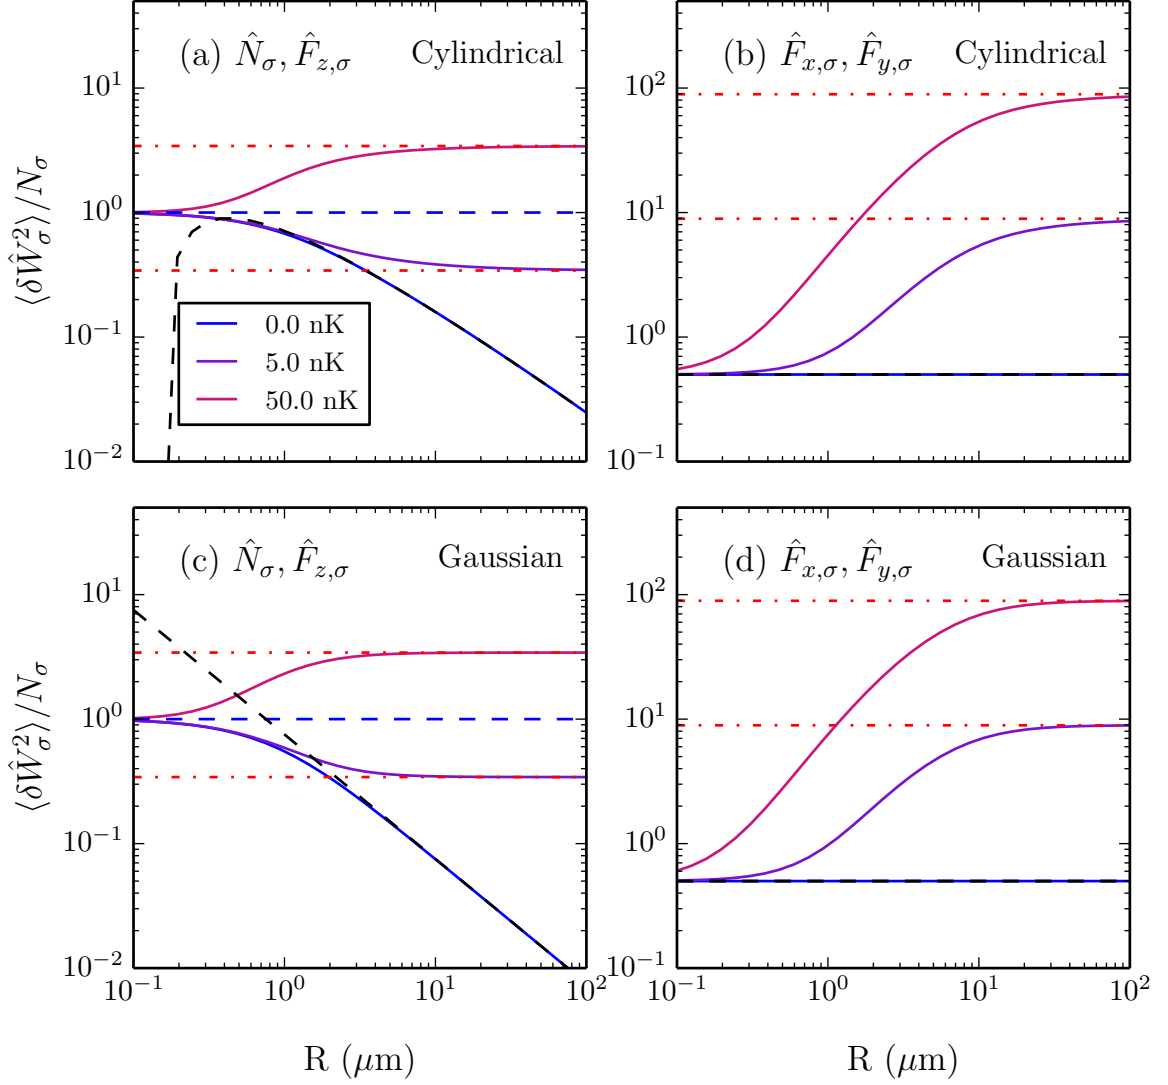 (a) N̂_σ, F̂_{z,σ} Cylindrical
(b) F̂_{x,σ}, F̂_{y,σ} Cylindrical
10^1
10^0
10^{-1}
10^{-2}
⟨δŴ_σ^2⟩/N_σ
0.0 nK
5.0 nK
50.0 nK
10^2
10^1
10^0
10^{-1}
(c) N̂_σ, F̂_{z,σ} Gaussian
(d) F̂_{x,σ}, F̂_{y,σ} Gaussian
10^1
10^0
10^{-1}
10^{-2}
⟨δŴ_σ^2⟩/N_σ
10^2
10^1
10^0
10^{-1}
10^{-1} 10^0 10^1 10^2
10^{-1} 10^0 10^1 10^2
R (μm)
R (μm)